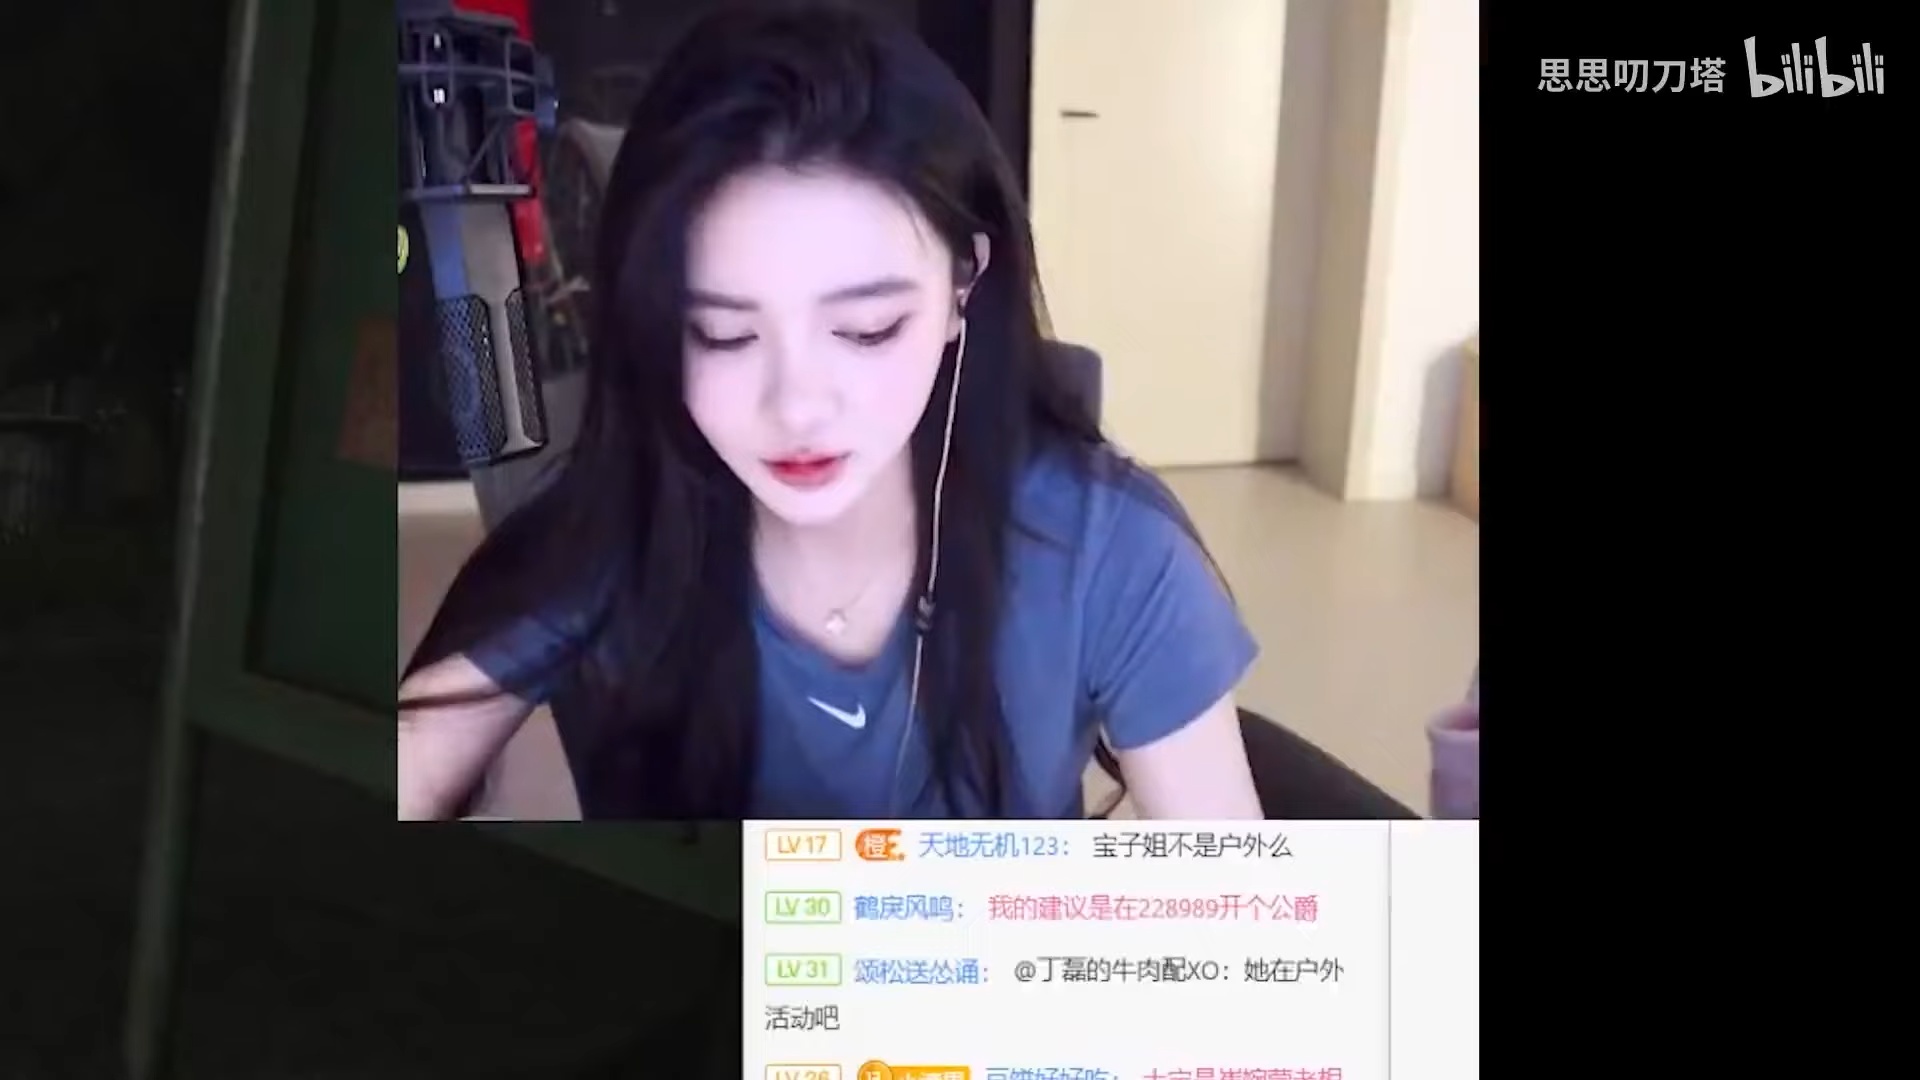 思思叨刀塔 bilibili
LV 17 橙 天地无机123： 宝子姐不是户外么
LV 30 鹤戾风鸣： 我的建议是在228989开个公爵
LV 31 颂松送怂诵： @丁磊的牛肉配XO：她在户外
活动吧
LV 26